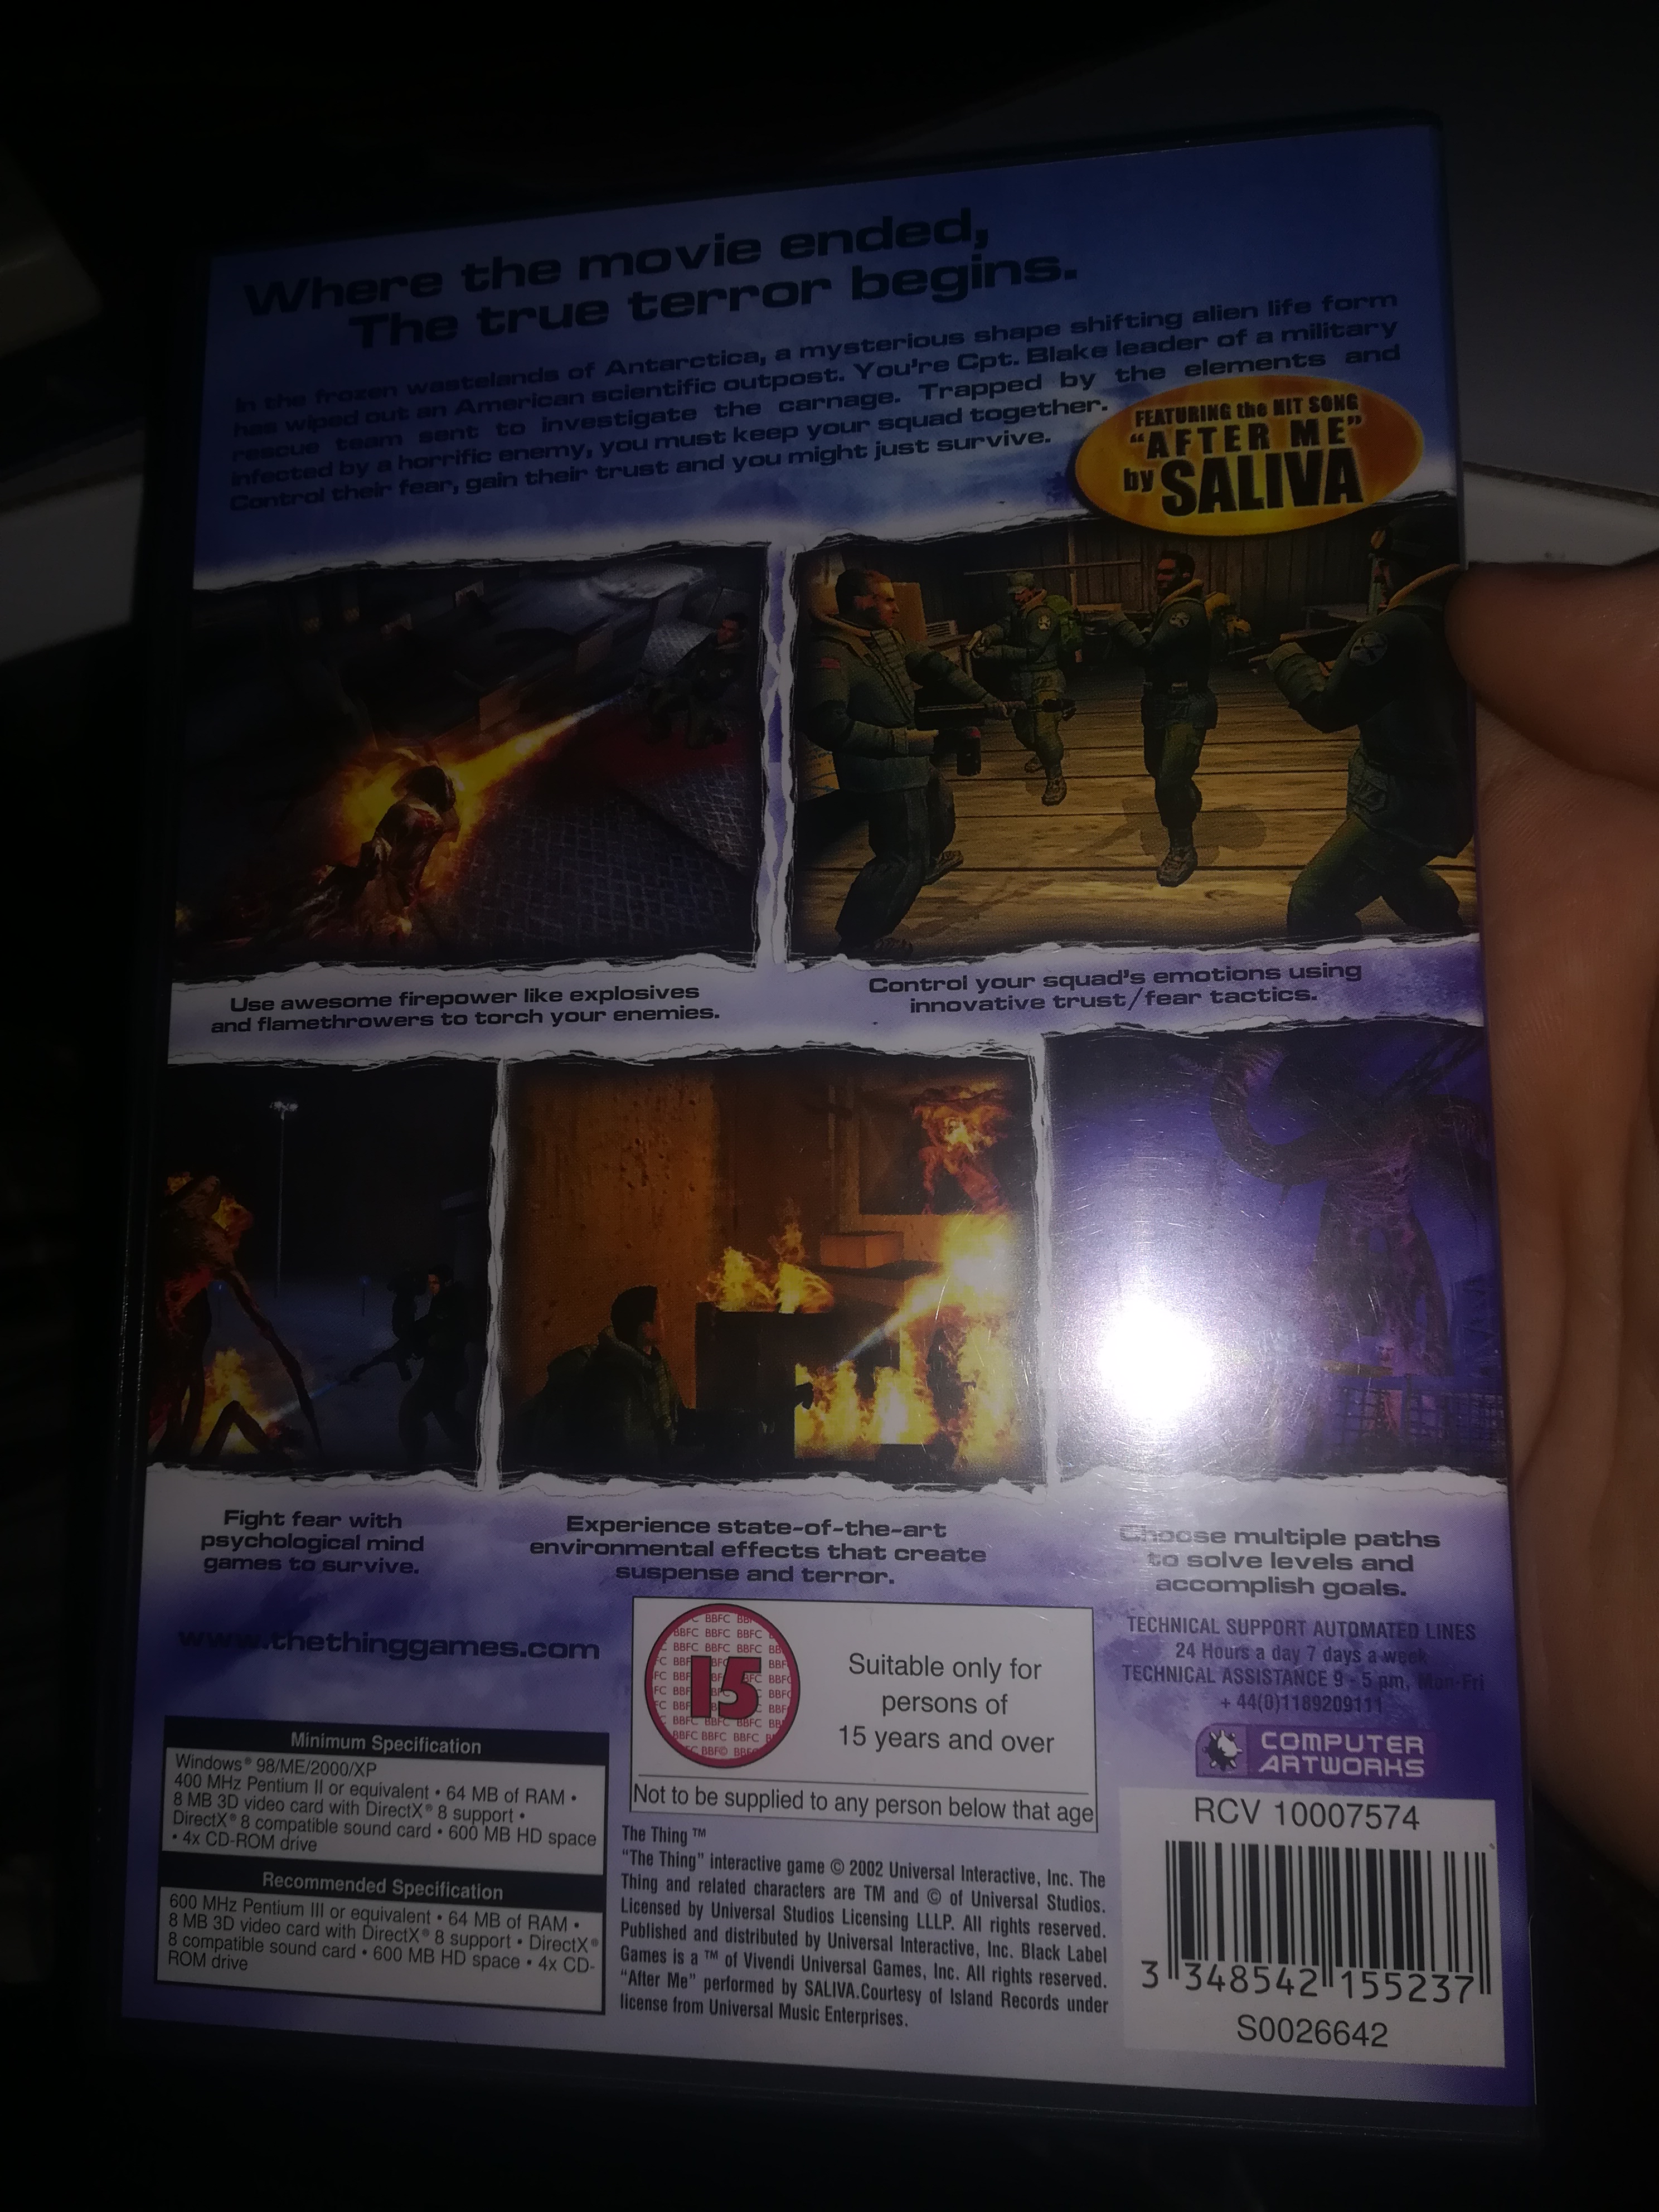 Where the movie ended,
The true terror begins.
In the frozen wastelands of Antarctica, a mysterious shape shifting alien life form
has wiped out an American scientific outpost. You're Cpt. Blake leader of a military
rescue team sent to investigate the carnage. Trapped by the elements and
infected by a horrific enemy, you must keep your squad together.
Control their fear, gain their trust and you might just survive.
FEATURING the HIT SONG
"AFTER ME"
by SALIVA
Use awesome firepower like explosives
and flamethrowers to torch your enemies.
Control your squad's emotions using
innovative trust/fear tactics.
Fight fear with
psychological mind
games to survive.
Experience state-of-the-art
environmental effects that create
suspense and terror.
Choose multiple paths
to solve levels and
accomplish goals.
www.thethinggames.com
Minimum Specification
Windows® 98/ME/2000/XP
400 MHz Pentium II or equivalent • 64 MB of RAM •
8 MB 3D video card with DirectX® 8 support •
DirectX® 8 compatible sound card • 600 MB HD space
• 4x CD-ROM drive
Recommended Specification
600 MHz Pentium III or equivalent • 64 MB of RAM •
8 MB 3D video card with DirectX® 8 support • DirectX®
8 compatible sound card • 600 MB HD space • 4x CD-
ROM drive
BBFC
15
Suitable only for
persons of
15 years and over
Not to be supplied to any person below that age
The Thing ™
"The Thing" interactive game © 2002 Universal Interactive, Inc. The
Thing and related characters are TM and © of Universal Studios.
Licensed by Universal Studios Licensing LLLP. All rights reserved.
Published and distributed by Universal Interactive, Inc. Black Label
Games is a ™ of Vivendi Universal Games, Inc. All rights reserved.
"After Me" performed by SALIVA.Courtesy of Island Records under
license from Universal Music Enterprises.
TECHNICAL SUPPORT AUTOMATED LINES
24 Hours a day 7 days a week
TECHNICAL ASSISTANCE 9 - 5 pm, Mon-Fri
+ 44(0)1189209111
COMPUTER
ARTWORKS
RCV 10007574
3 348542 155237
S0026642